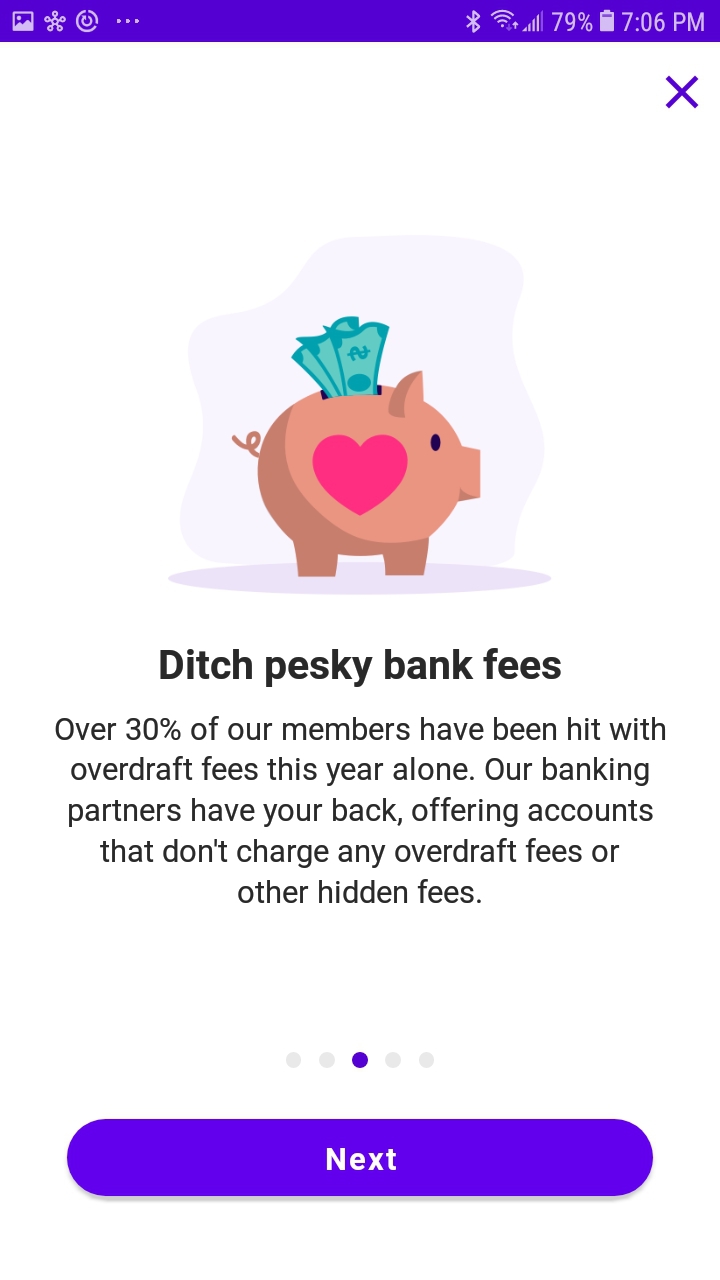 79% 7:06 PM
Ditch pesky bank fees
Over 30% of our members have been hit with
overdraft fees this year alone. Our banking
partners have your back, offering accounts
that don't charge any overdraft fees or
other hidden fees.
Next